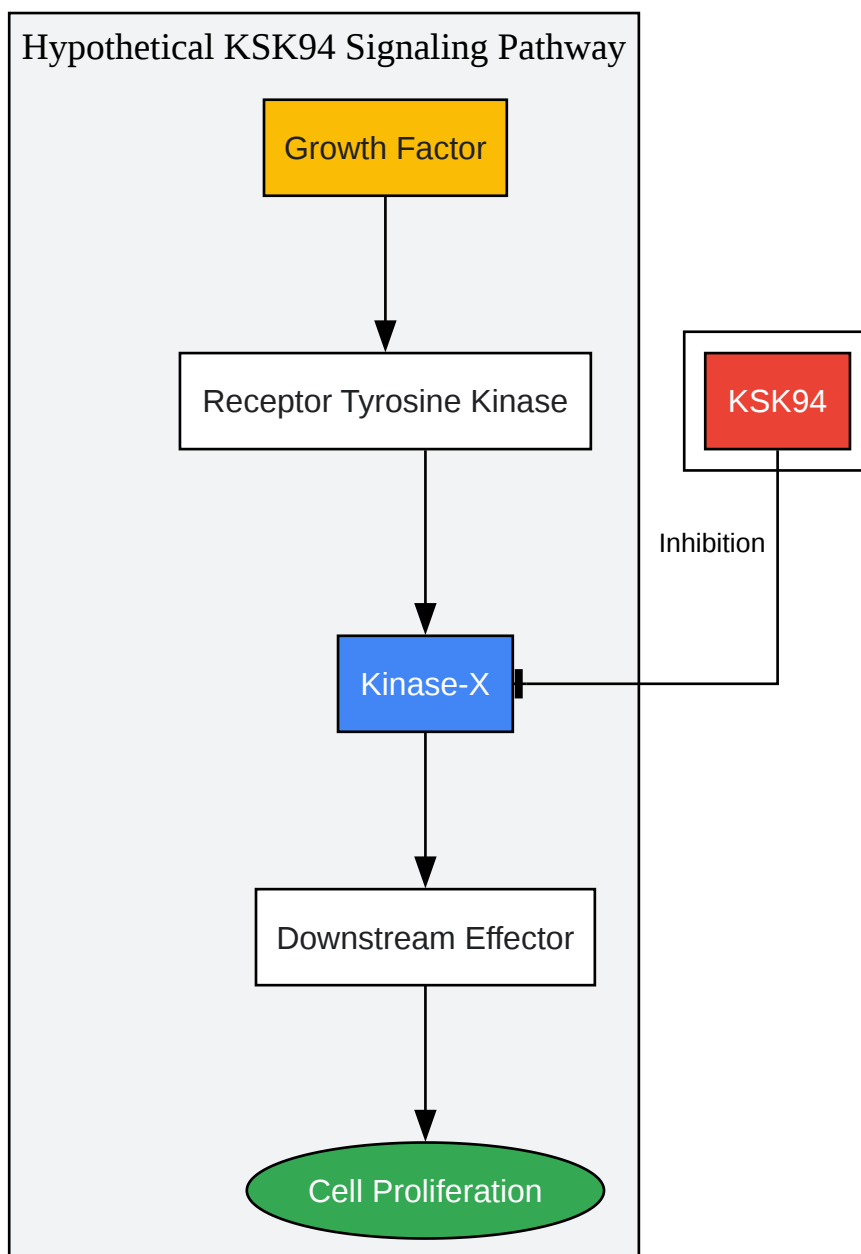 Hypothetical KSK94 Signaling Pathway
Growth Factor
Receptor Tyrosine Kinase
KSK94
Inhibition
Kinase-X
Downstream Effector
Cell Proliferation